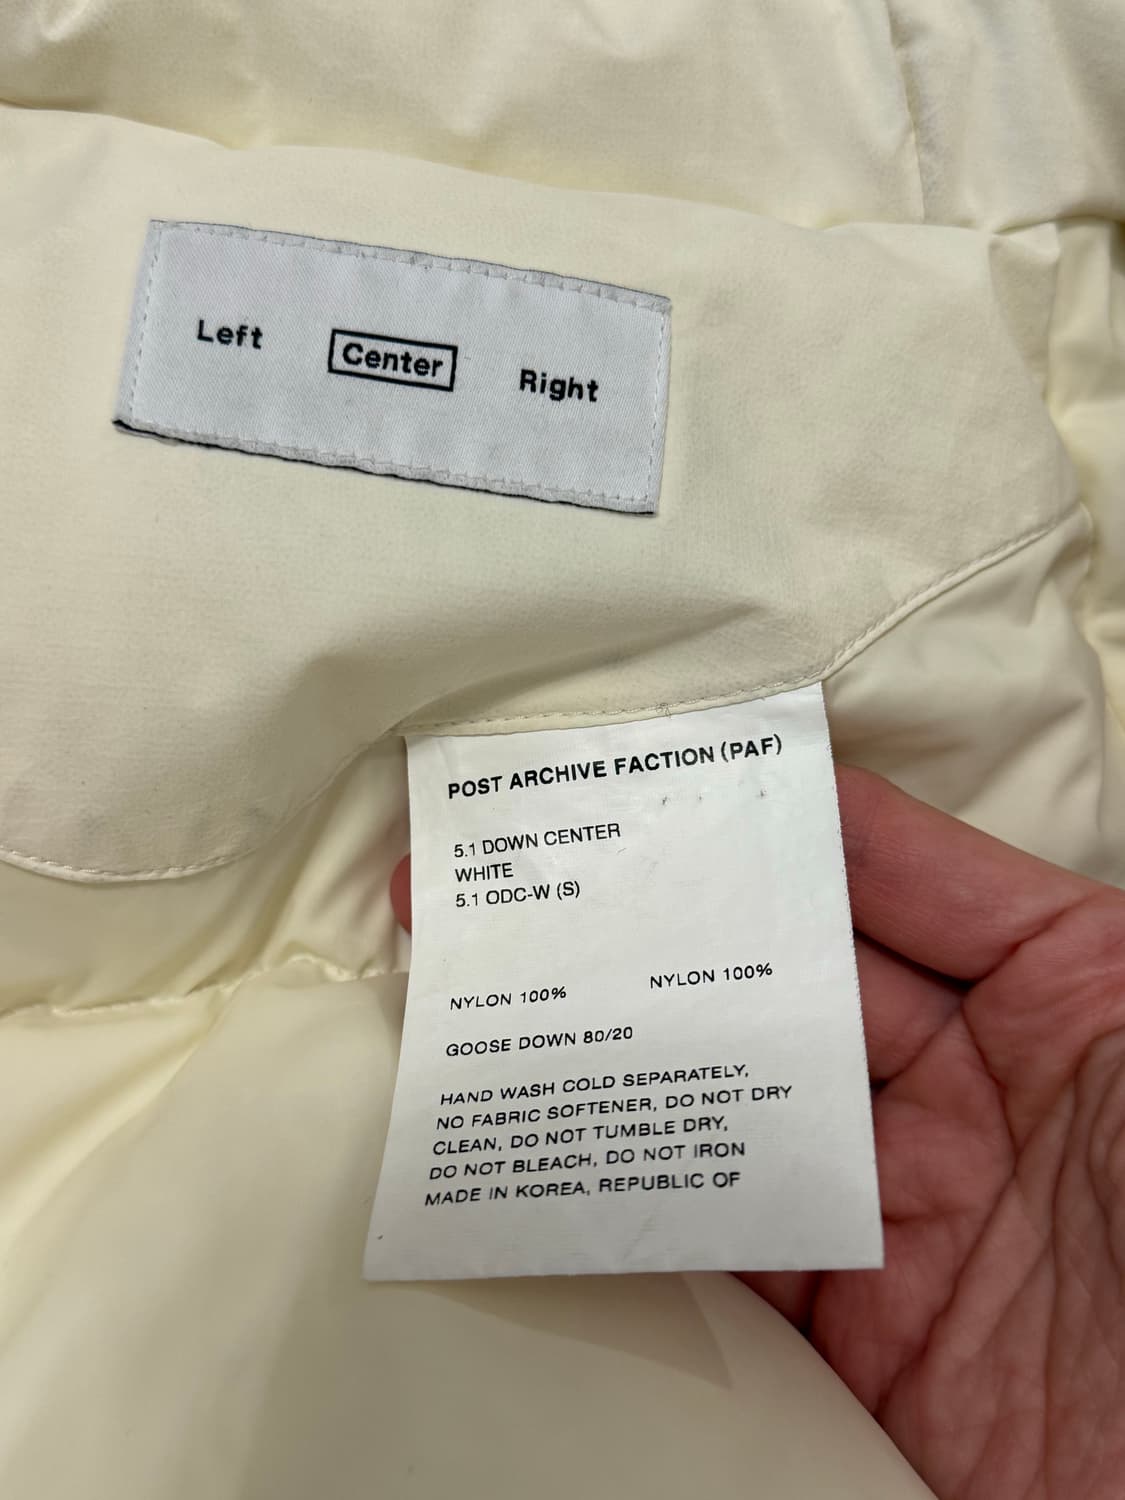 Left Center Right
POST ARCHIVE FACTION (PAF)
5.1 DOWN CENTER
WHITE
5.1 ODC-W (S)
NYLON 100% NYLON 100%
GOOSE DOWN 80/20
HAND WASH COLD SEPARATELY,
NO FABRIC SOFTENER, DO NOT DRY
CLEAN, DO NOT TUMBLE DRY,
DO NOT BLEACH, DO NOT IRON
MADE IN KOREA, REPUBLIC OF